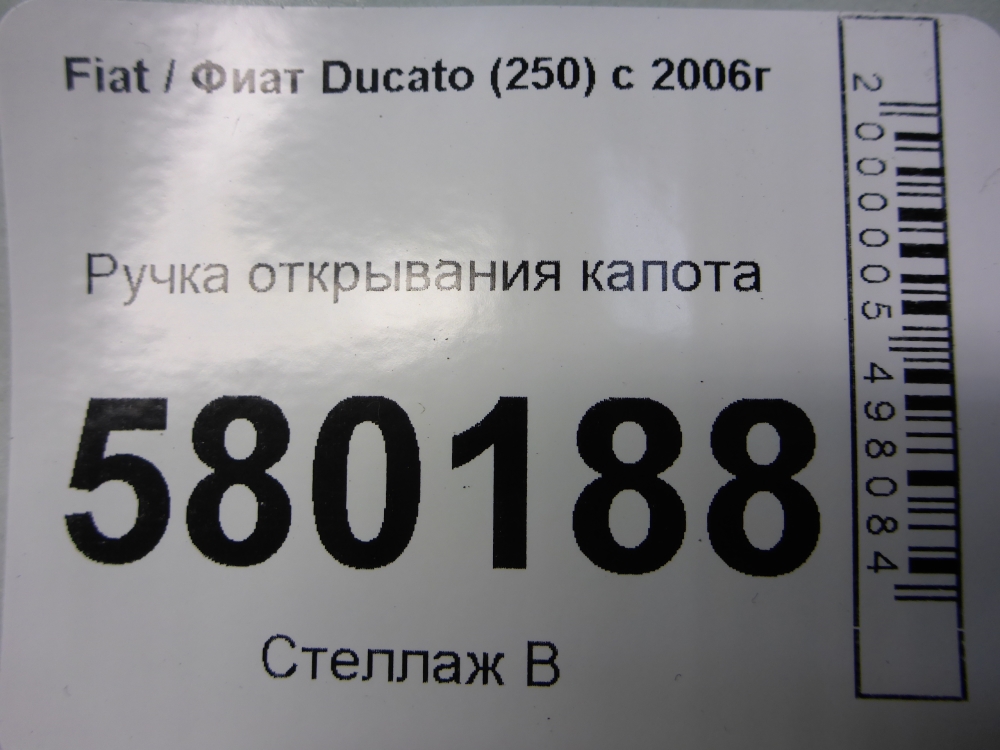 Fiat / Фиат Ducato (250) с 2006г
Ручка открывания капота
580188
Стеллаж В
2000005498084